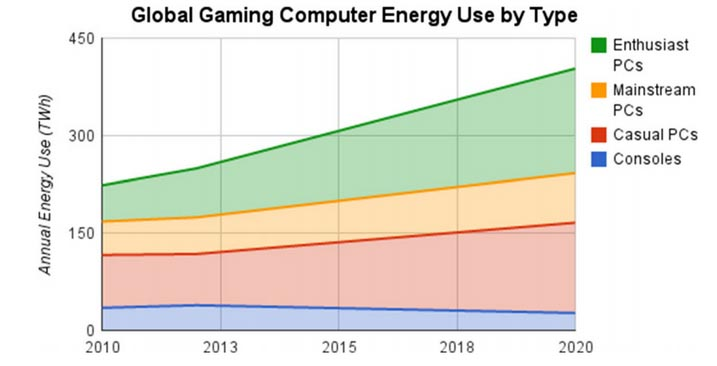 Global Gaming Computer Energy Use by Type
Annual Energy Use (TWh)
450
300
150
0
2010
2013
2015
2018
2020
Enthusiast
PCs
Mainstream
PCs
Casual PCs
Consoles